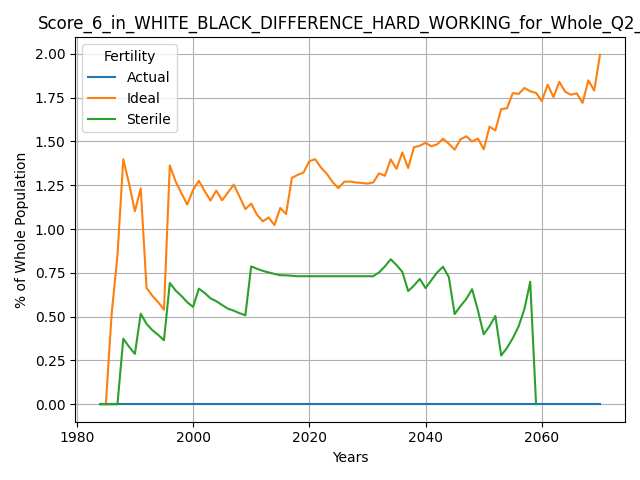 Score_6_in_WHITE_BLACK_DIFFERENCE_HARD_WORKING_for_Whole_Q2_
Fertility
Actual
Ideal
Sterile
% of Whole Population
2.00
1.75
1.50
1.25
1.00
0.75
0.50
0.25
0.00
1980
2000
2020
2040
2060
Years